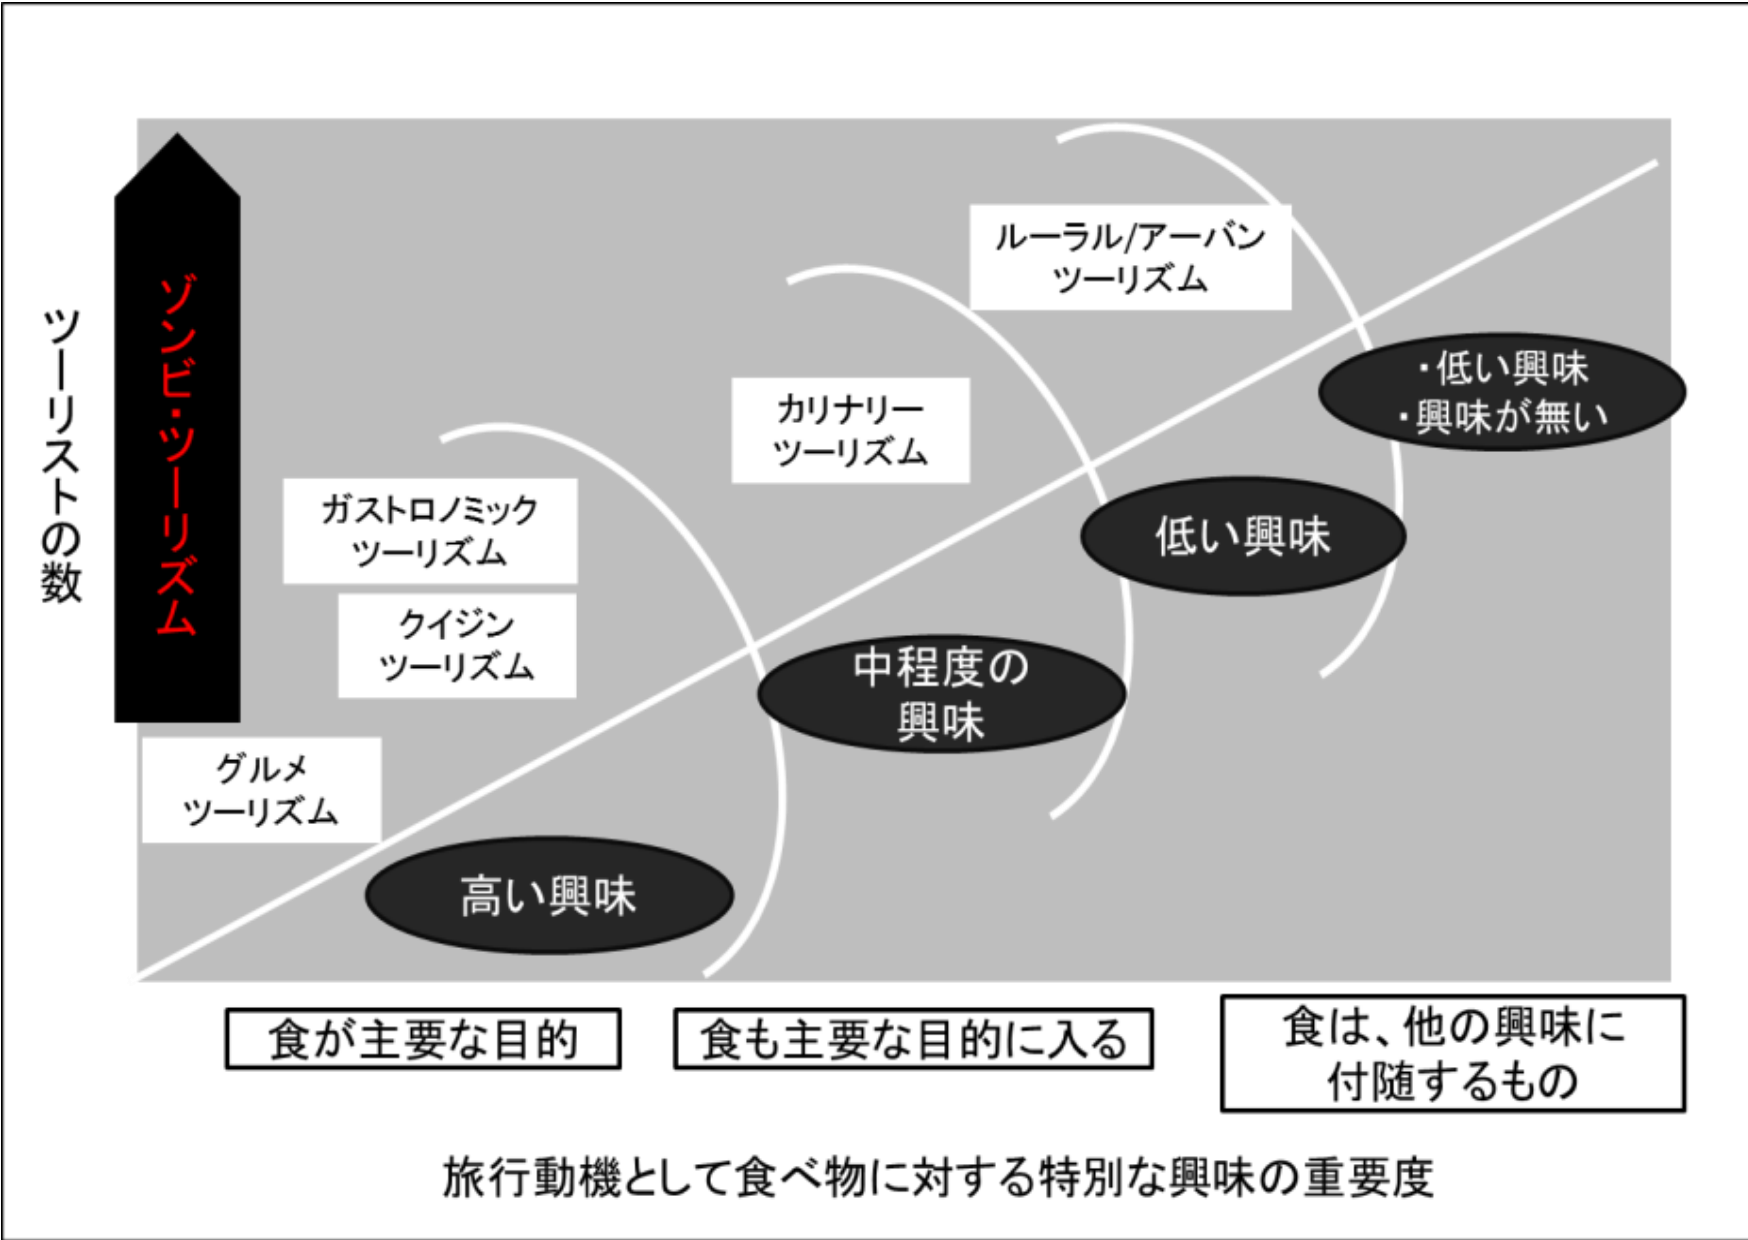 ツーリストの数
ゾンビ・ツーリズム
ルーラル/アーバン
ツーリズム
カリナリー
ツーリズム
ガストロノミック
ツーリズム
クイジン
ツーリズム
グルメ
ツーリズム
・低い興味
・興味が無い
低い興味
中程度の
興味
高い興味
食が主要な目的
食も主要な目的に入る
食は、他の興味に
付随するもの
旅行動機として食べ物に対する特別な興味の重要度